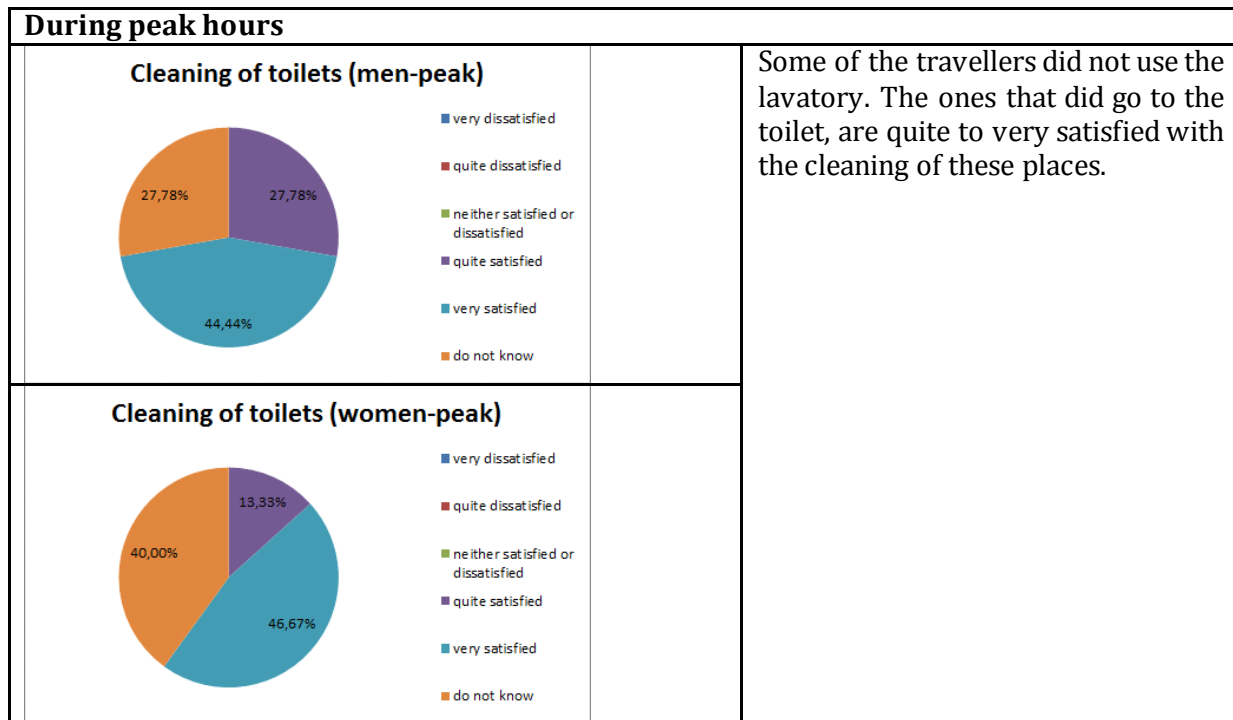 During peak hours
Cleaning of toilets (men-peak)
27,78%
27,78%
44,44%
very dissatisfied
quite dissatisfied
neither satisfied or
dissatisfied
quite satisfied
very satisfied
do not know
Some of the travellers did not use the
lavatory. The ones that did go to the
toilet, are quite to very satisfied with
the cleaning of these places.
Cleaning of toilets (women-peak)
13,33%
40,00%
46,67%
very dissatisfied
quite dissatisfied
neither satisfied or
dissatisfied
quite satisfied
very satisfied
do not know